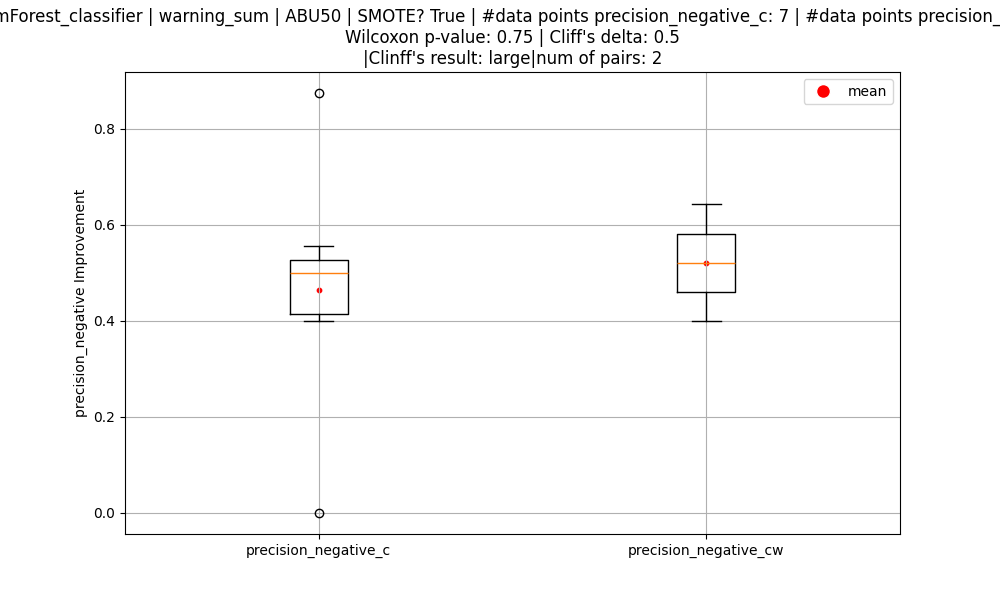 mForest_classifier | warning_sum | ABU50 | SMOTE? True | #data points precision_negative_c: 7 | #data points precision_
Wilcoxon p-value: 0.75 | Cliff's delta: 0.5
|Clinff's result: large|num of pairs: 2
mean
0.8
0.6
0.4
0.2
0.0
precision_negative Improvement
precision_negative_c
precision_negative_cw